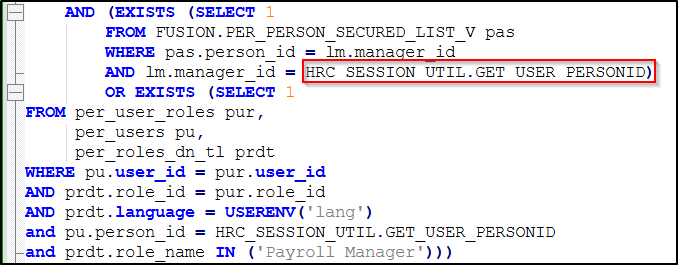 AND (EXISTS (SELECT 1
FROM FUSION.PER_PERSON_SECURED_LIST_V pas
WHERE pas.person_id = lm.manager_id
AND lm.manager_id = HRC_SESSION_UTIL.GET_USER_PERSONID)
OR EXISTS (SELECT 1
FROM per_user_roles pur,
per_users pu,
per_roles_dn_tl prdt
WHERE pu.user_id = pur.user_id
AND prdt.role_id = pur.role_id
AND prdt.language = USERENV('lang')
and pu.person_id = HRC_SESSION_UTIL.GET_USER_PERSONID
and prdt.role_name IN ('Payroll Manager')))